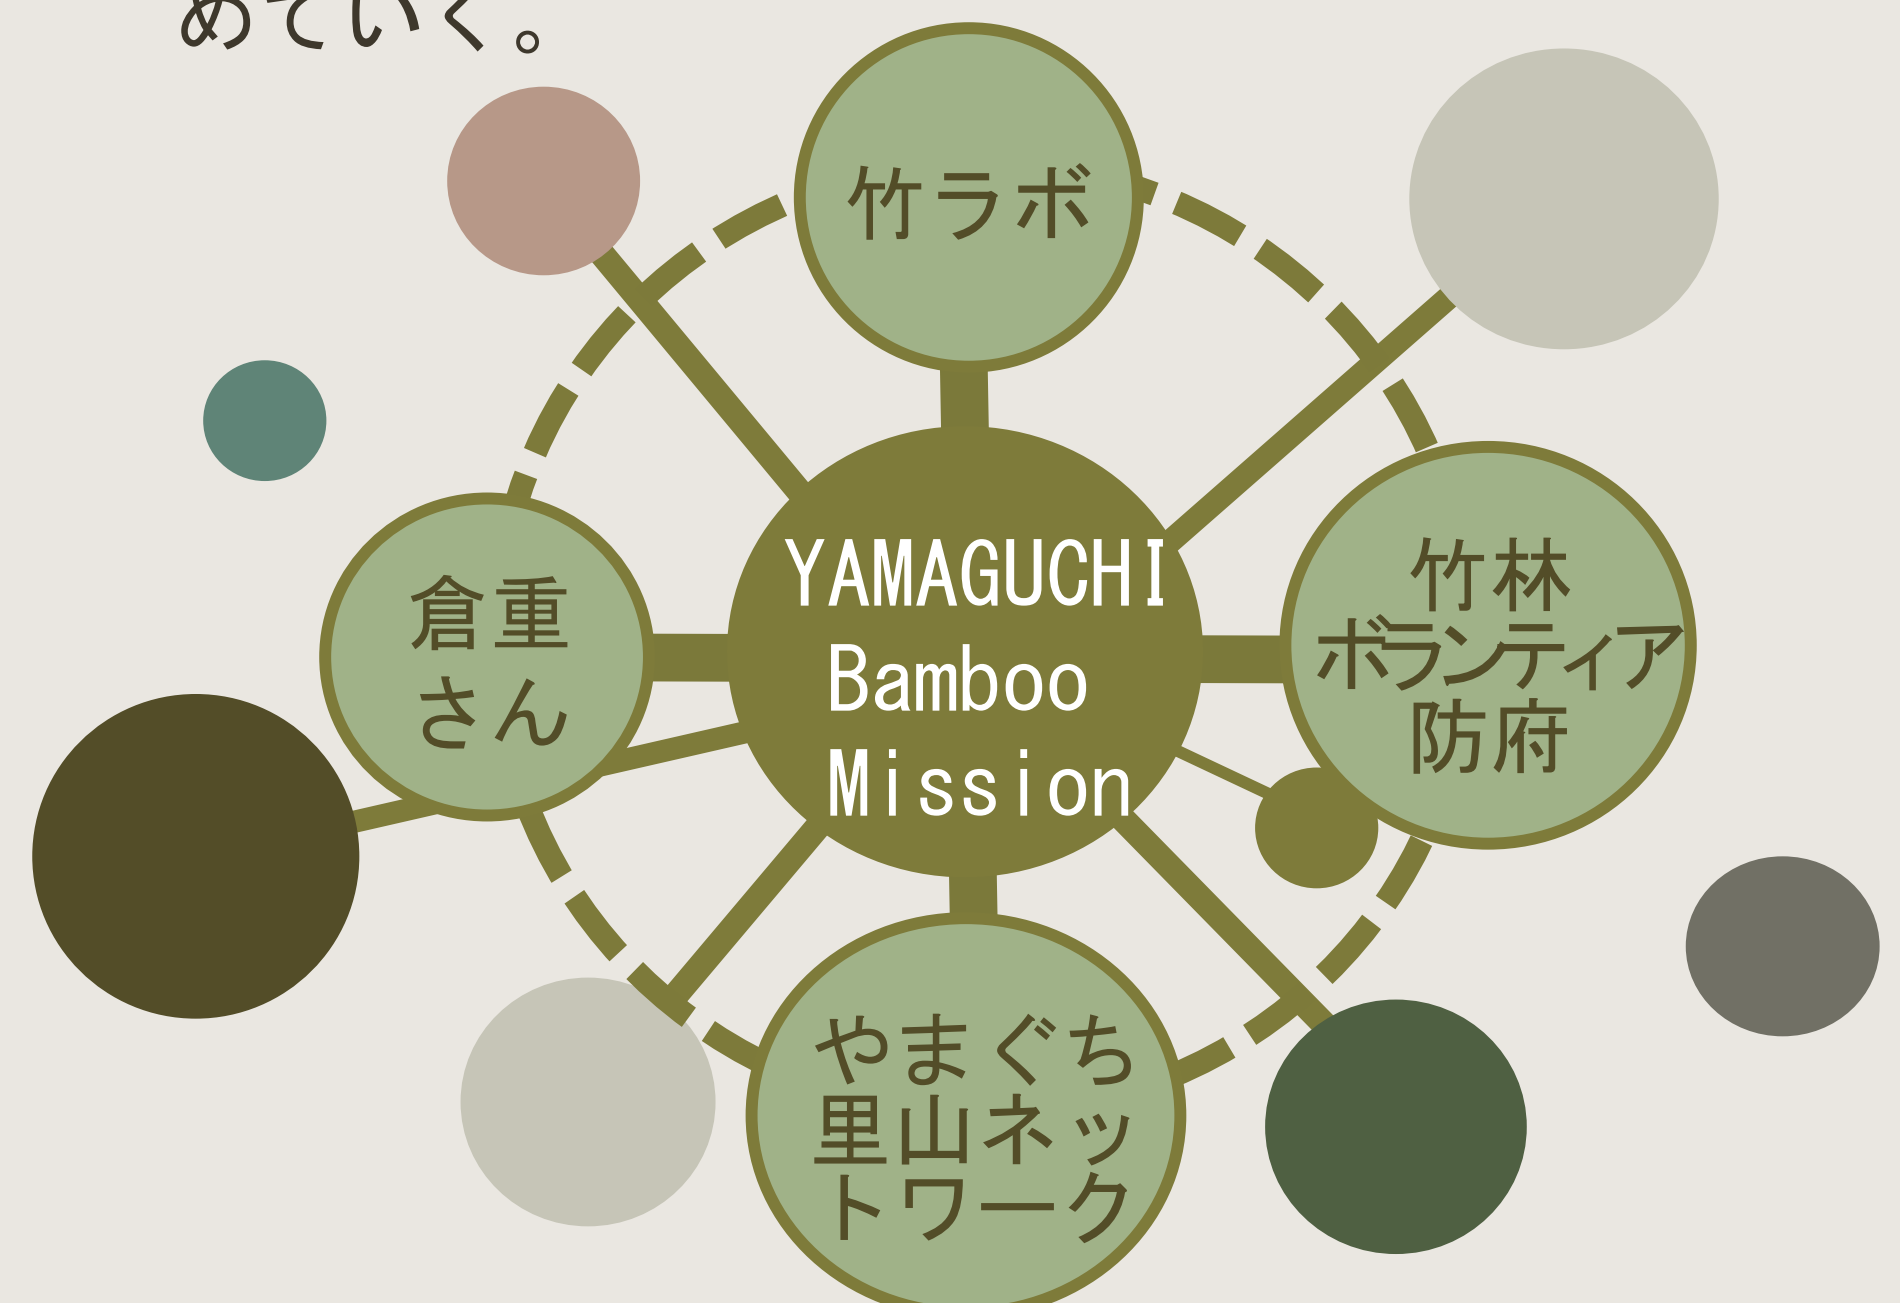 めていく。
竹ラボ
倉重
さん
YAMAGUCHI
Bamboo
Mission
竹林
ボランティア
防府
やまぐち
里山ネッ
トワーク